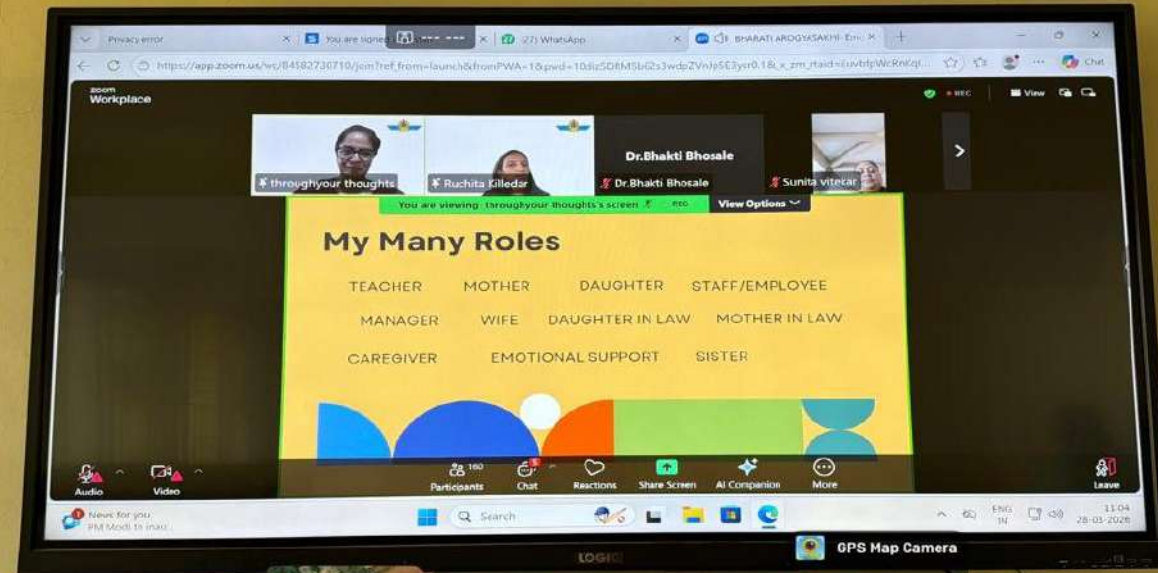 Privacy error
You are signed
(27) WhatsApp
BHARATI AROGYASAKHI- Em
Chat
zoom
Workplace
REC
View
Dr.Bhakti Bhosale
throughyour thoughts
Ruchita Killedar
Dr.Bhakti Bhosale
Sunita vitekar
You are viewing throughyour thoughts's screen
REC
View Options
My Many Roles
TEACHER MOTHER DAUGHTER STAFF/EMPLOYEE
MANAGER WIFE DAUGHTER IN LAW MOTHER IN LAW
CAREGIVER EMOTIONAL SUPPORT SISTER
160
5
Audio
Video
Participants
Chat
Reactions
Share Screen
AI Companion
More
Leave
News for you
PM Modi to inau...
Search
ENG
IN
11:04
GPS Map Camera